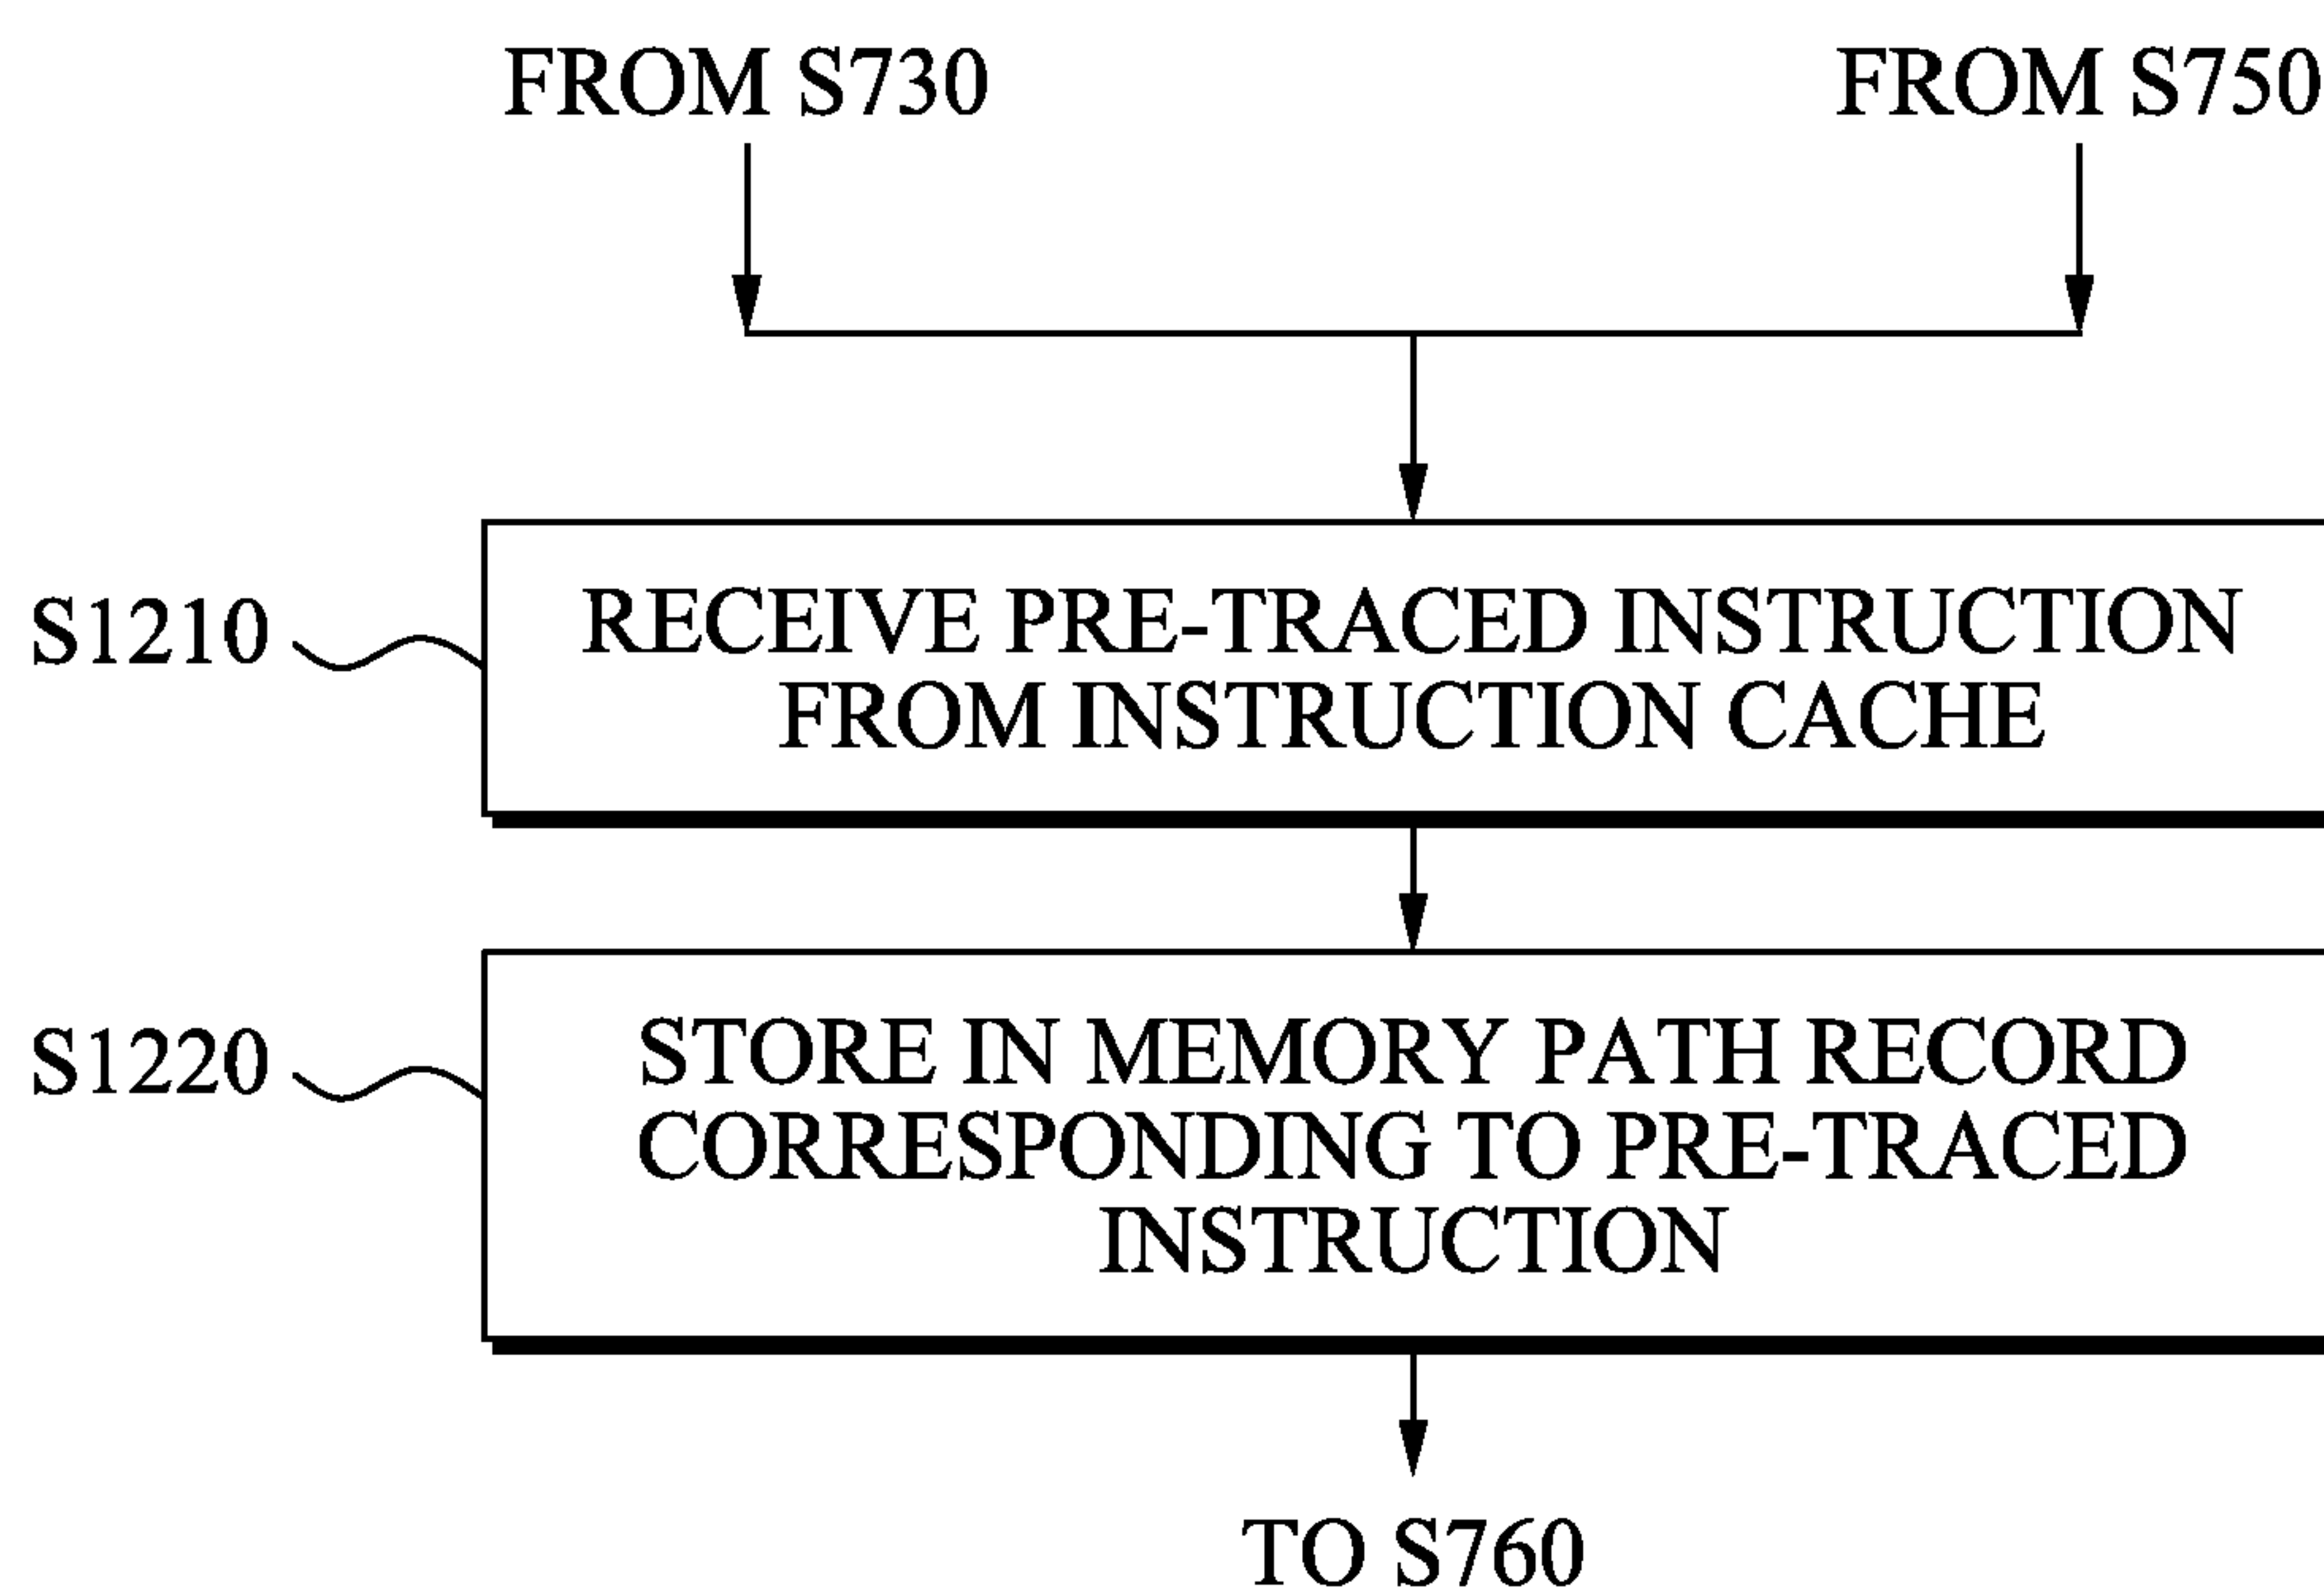 FROM S730
FROM S750
S1210
RECEIVE PRE-TRACED INSTRUCTION
FROM INSTRUCTION CACHE
S1220
STORE IN MEMORY PATH RECORD
CORRESPONDING TO PRE-TRACED
INSTRUCTION
TO S760